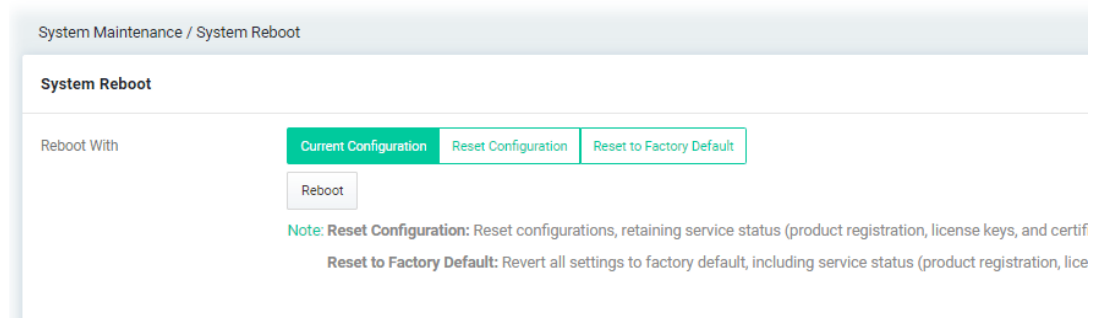 System Maintenance / System Reboot
System Reboot
Reboot With
Current Configuration Reset Configuration Reset to Factory Default
Reboot
Note: Reset Configuration: Reset configurations, retaining service status (product registration, license keys, and
Reset to Factory Default: Revert all settings to factory default, including service status (product registration,